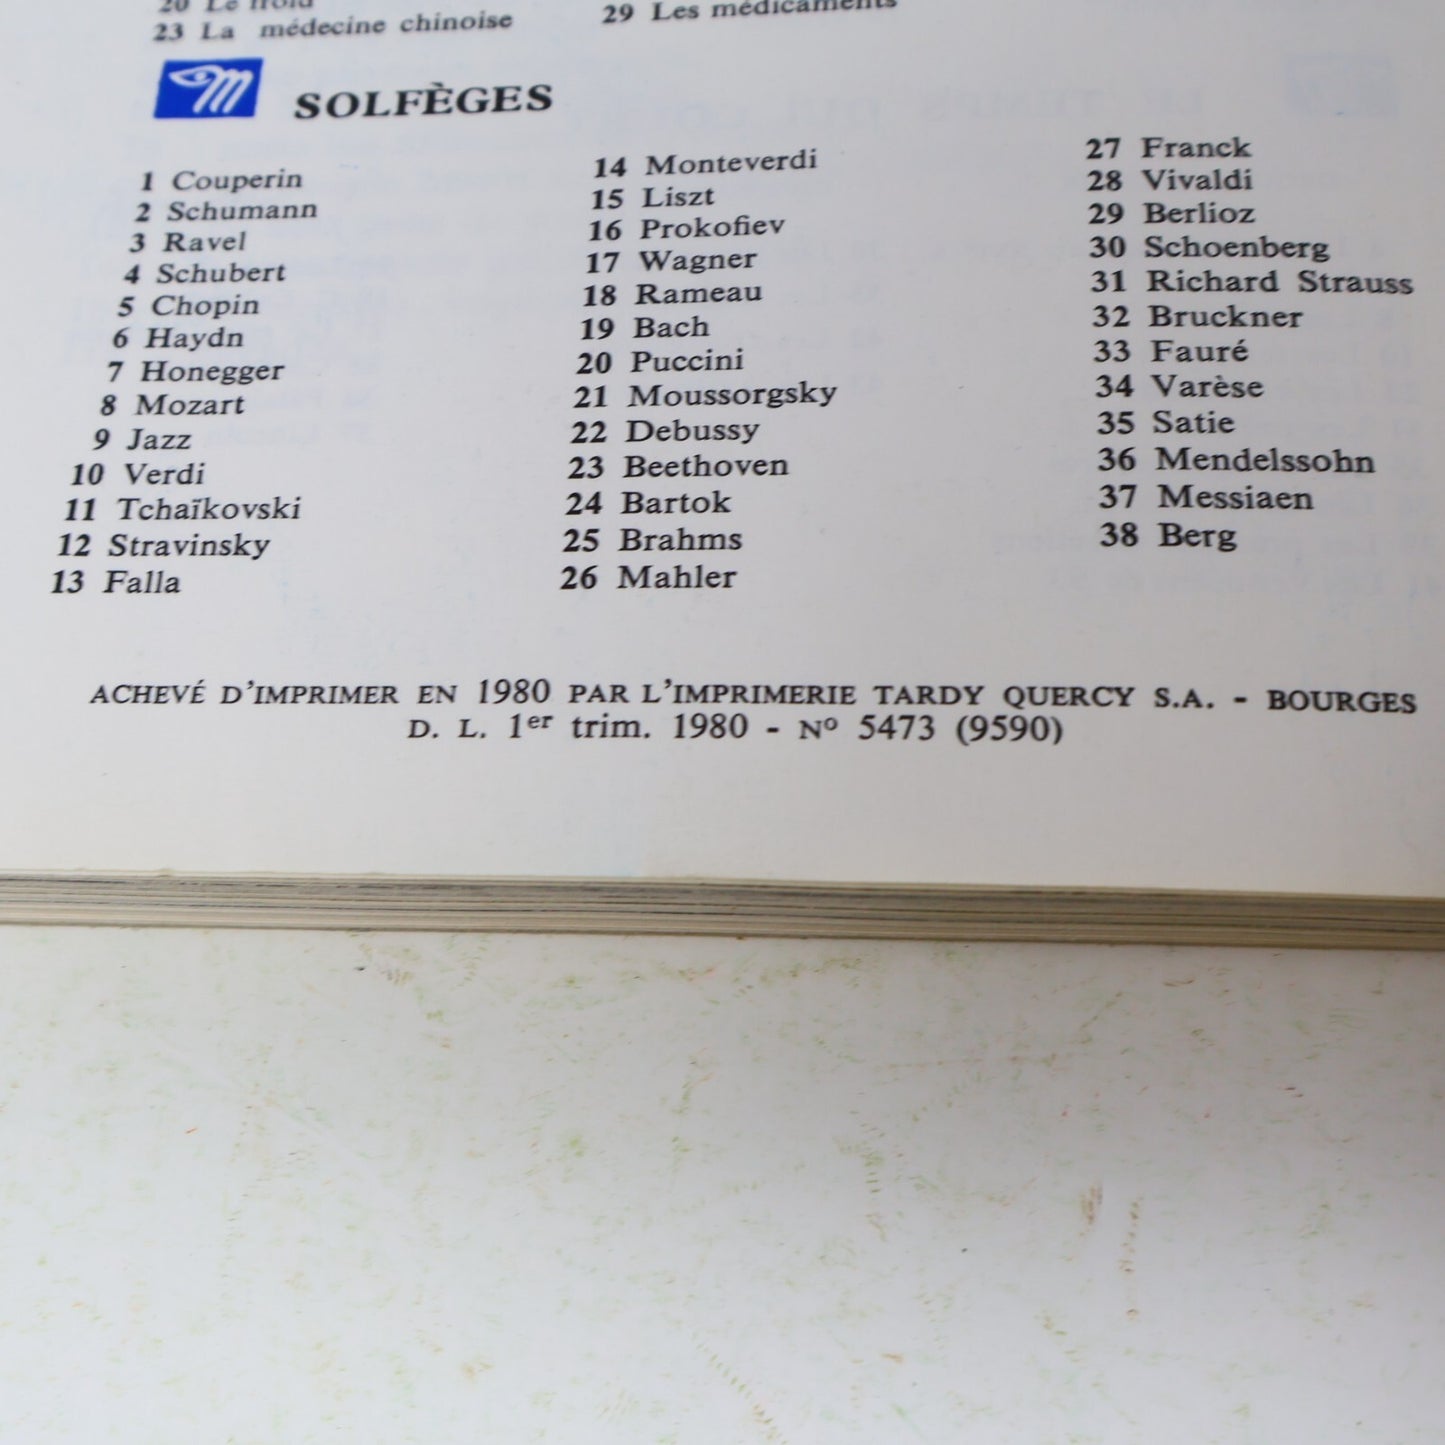 20 Le froid
23 La médecine chinoise
29 Les médicaments
SOLFÈGES
1 Couperin
2 Schumann
3 Ravel
4 Schubert
5 Chopin
6 Haydn
7 Honegger
8 Mozart
9 Jazz
10 Verdi
11 Tchaïkovski
12 Stravinsky
13 Falla
14 Monteverdi
15 Liszt
16 Prokofiev
17 Wagner
18 Rameau
19 Bach
20 Puccini
21 Moussorgsky
22 Debussy
23 Beethoven
24 Bartok
25 Brahms
26 Mahler
27 Franck
28 Vivaldi
29 Berlioz
30 Schoenberg
31 Richard Strauss
32 Bruckner
33 Fauré
34 Varèse
35 Satie
36 Mendelssohn
37 Messiaen
38 Berg
ACHEVÉ D'IMPRIMER EN 1980 PAR L'IMPRIMERIE TARDY QUERCY S.A. - BOURGES
D. L. 1er trim. 1980 - Nº 5473 (9590)